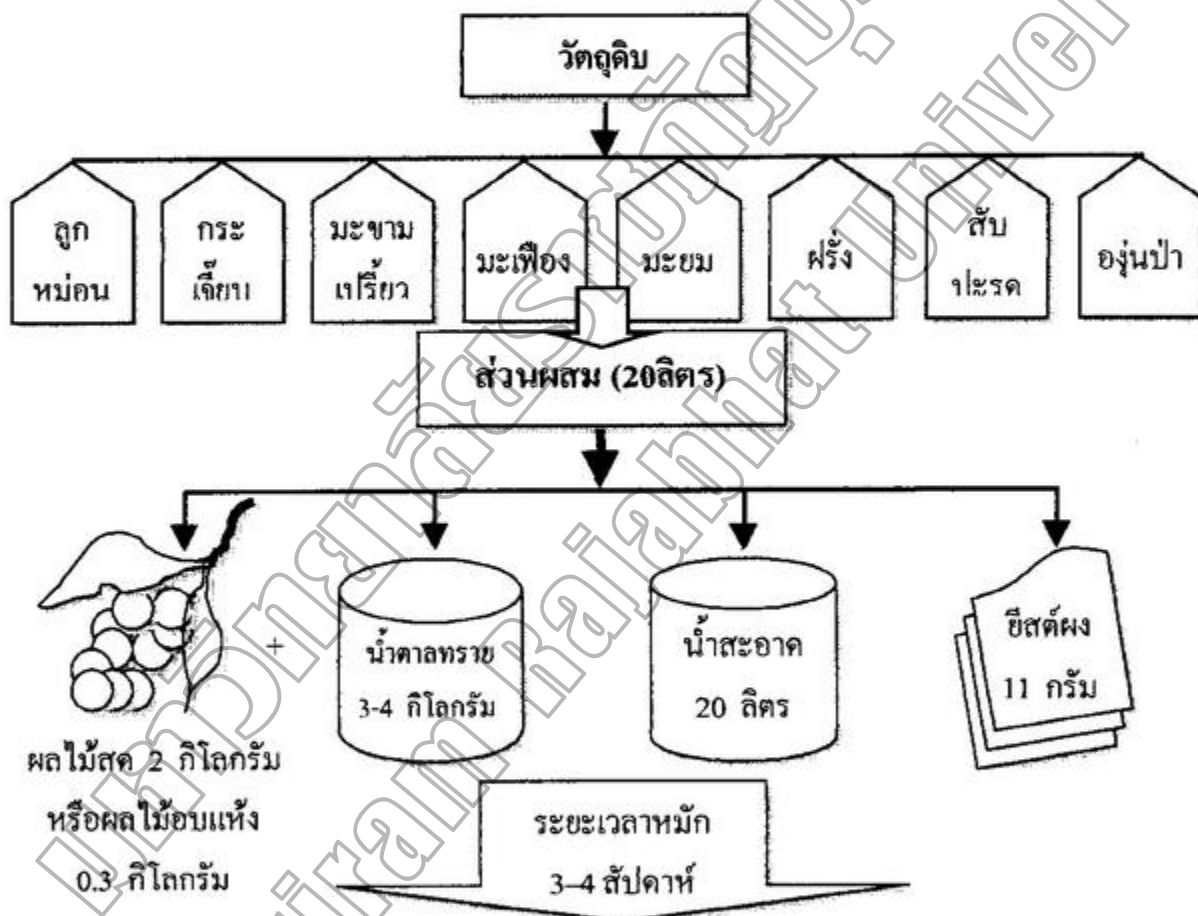 วัตถุดิบ
ลูก
หม่อน
กระ
เจี๊ยบ
มะขาม
เปรี้ยว
มะเฟือง
มะยม
ฝรั่ง
สับ
ปะรด
องุ่นป่า
ส่วนผสม (20ลิตร)
+
น้ำตาลทราย
3-4 กิโลกรัม
น้ำสะอาด
20 ลิตร
ยีสต์ผง
11 กรัม
ผลไม้สด 2 กิโลกรัม
หรือผลไม้อบแห้ง
0.3 กิโลกรัม
ระยะเวลาหมัก
3–4 สัปดาห์